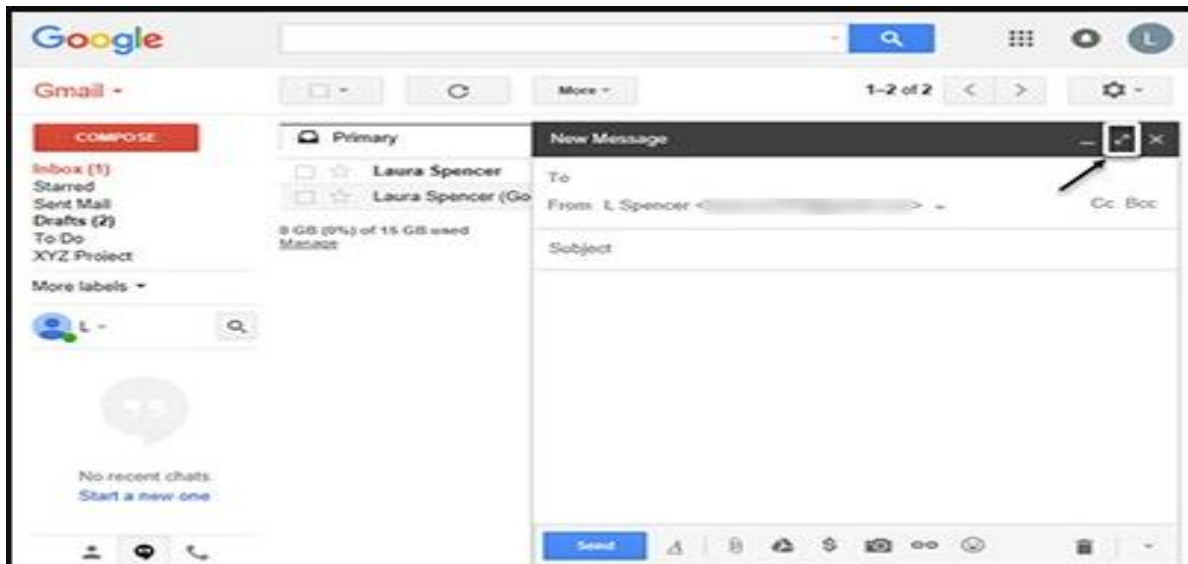 Google
L
Gmail
More
1–2 of 2
COMPOSE
Inbox (1)
Starred
Sent Mail
Drafts (2)
To Do
XYZ Project
More labels
L
No recent chats
Start a new one
Primary
Laura Spencer
Laura Spencer (Go
0 GB (0%) of 15 GB used
Manage
New Message
To
From L Spencer <
> Cc Bcc
Subject
Send